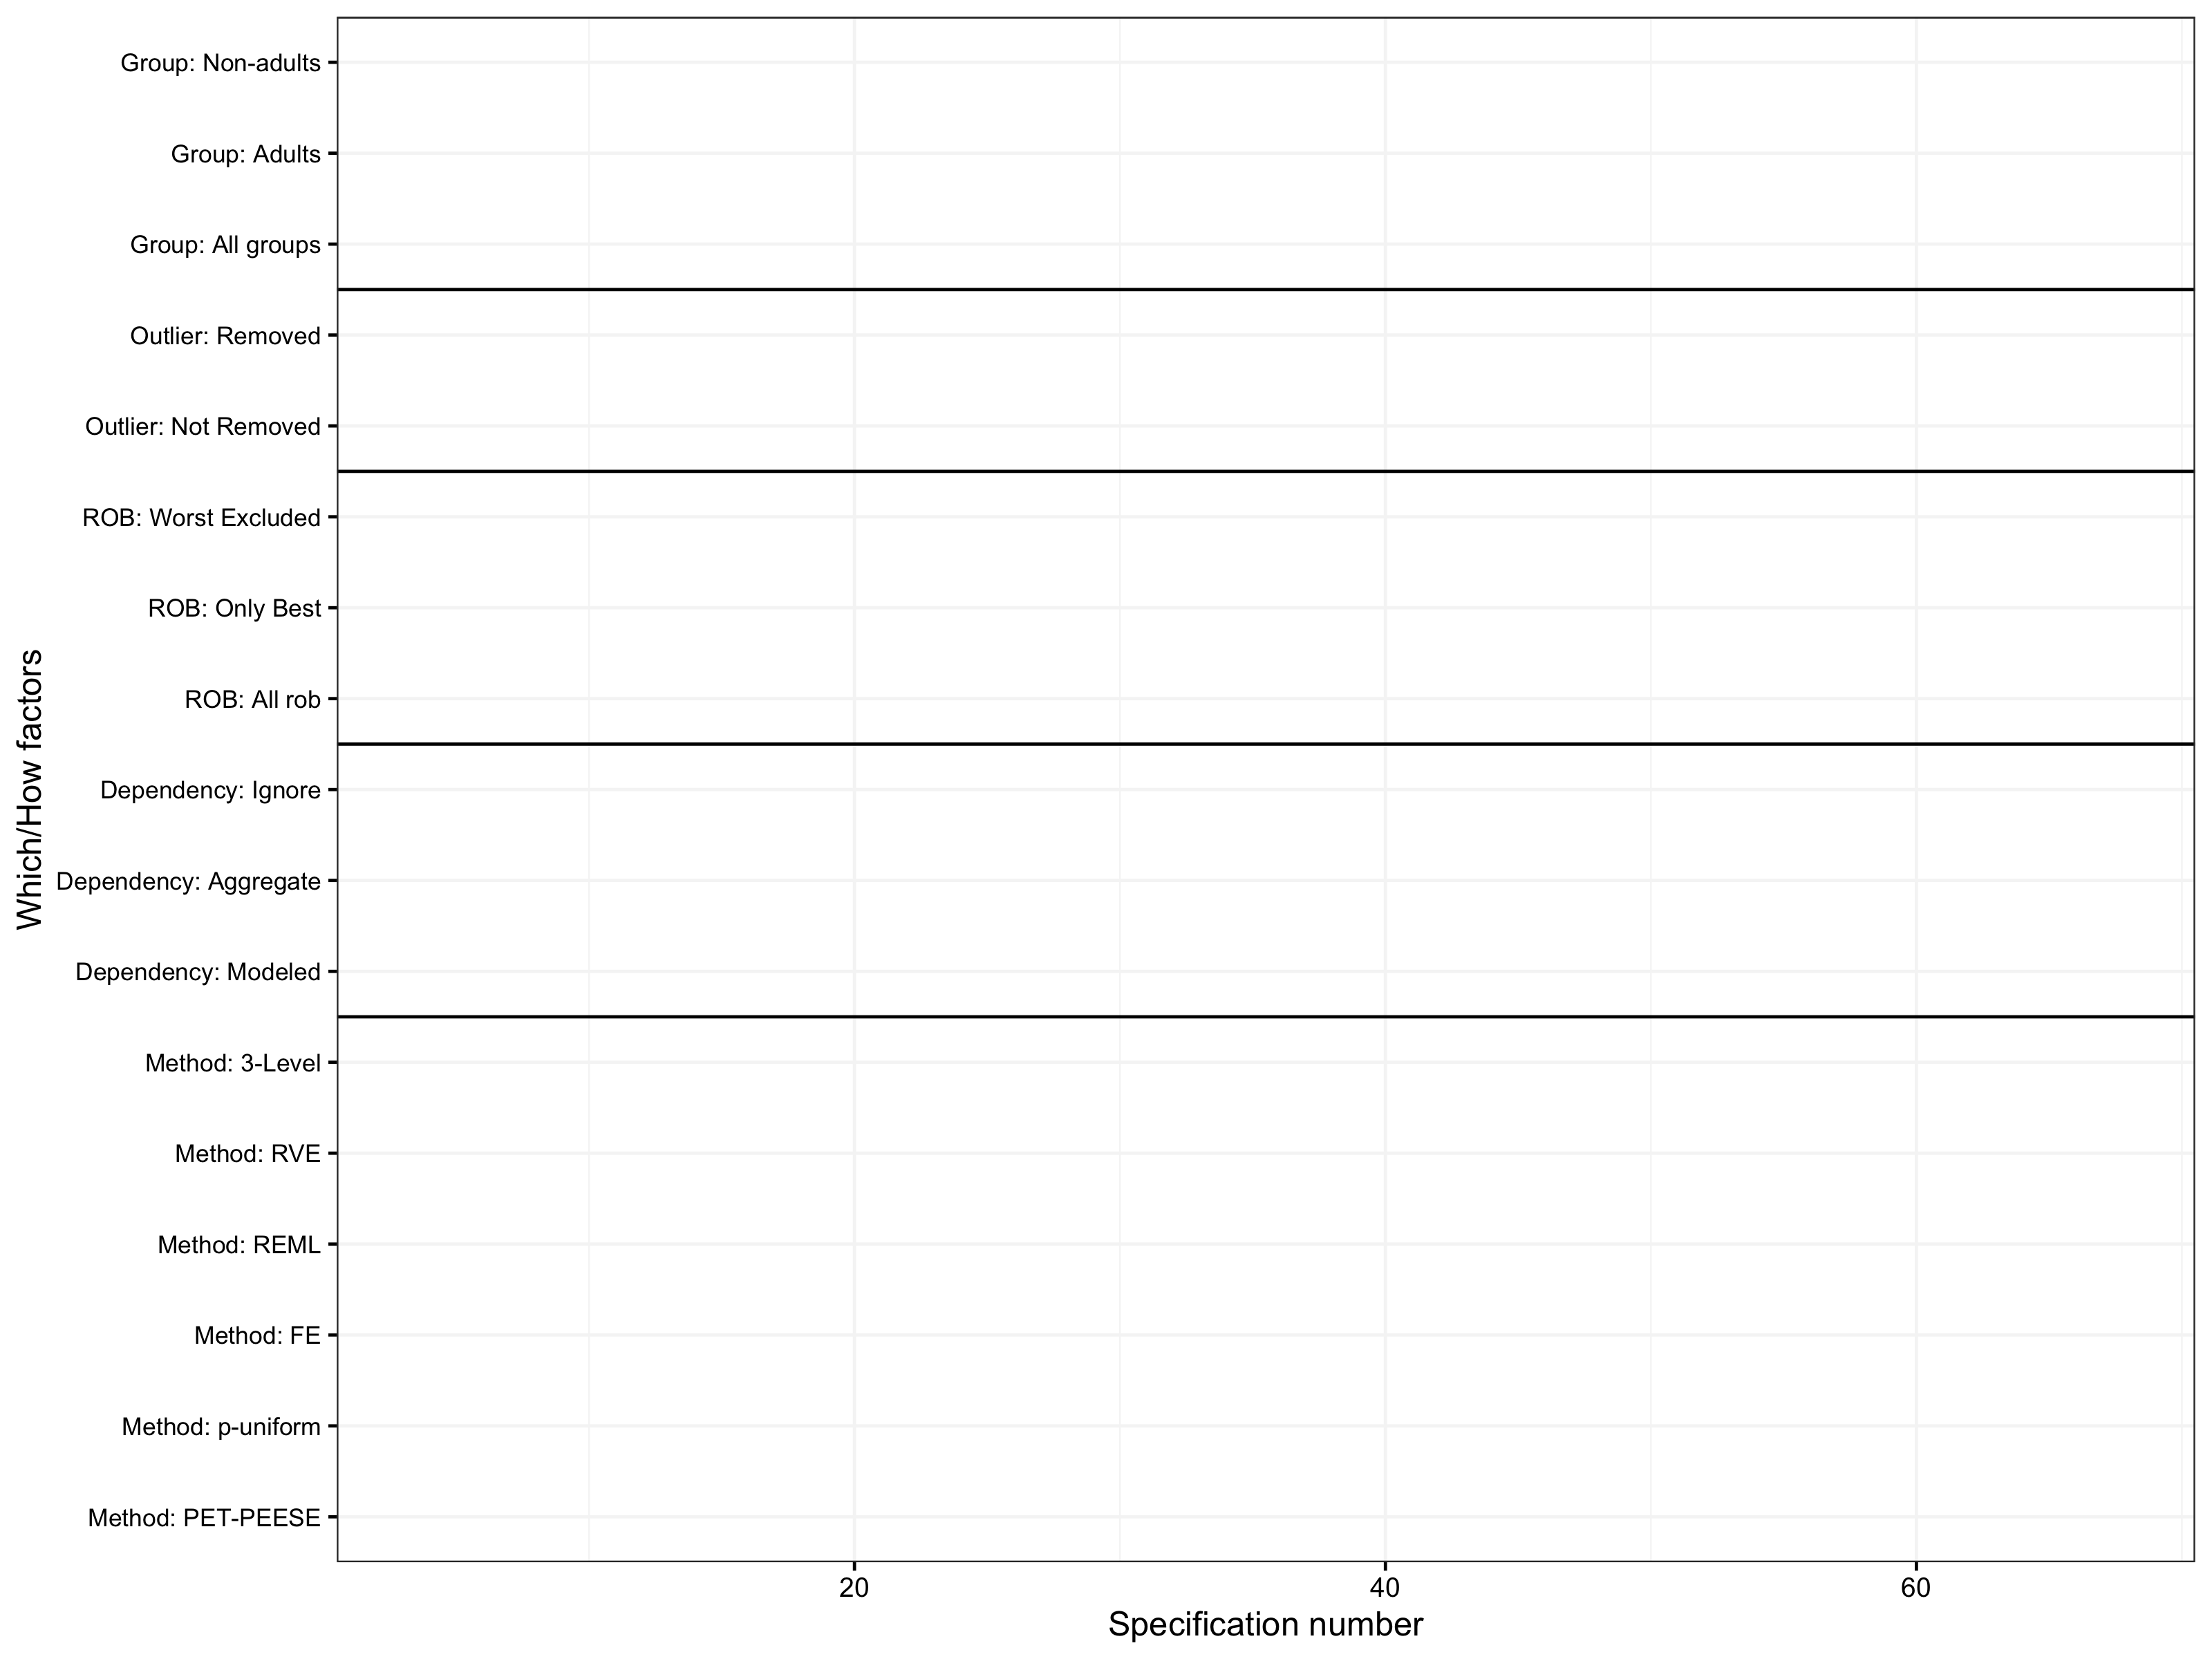 Group: Non-adults
Group: Adults
Group: All groups
Outlier: Removed
Outlier: Not Removed
ROB: Worst Excluded
ROB: Only Best
ROB: All rob
Dependency: Ignore
Dependency: Aggregate
Dependency: Modeled
Method: 3-Level
Method: RVE
Method: REML
Method: FE
Method: p-uniform
Method: PET-PEESE
Which/How factors
20 40 60
Specification number